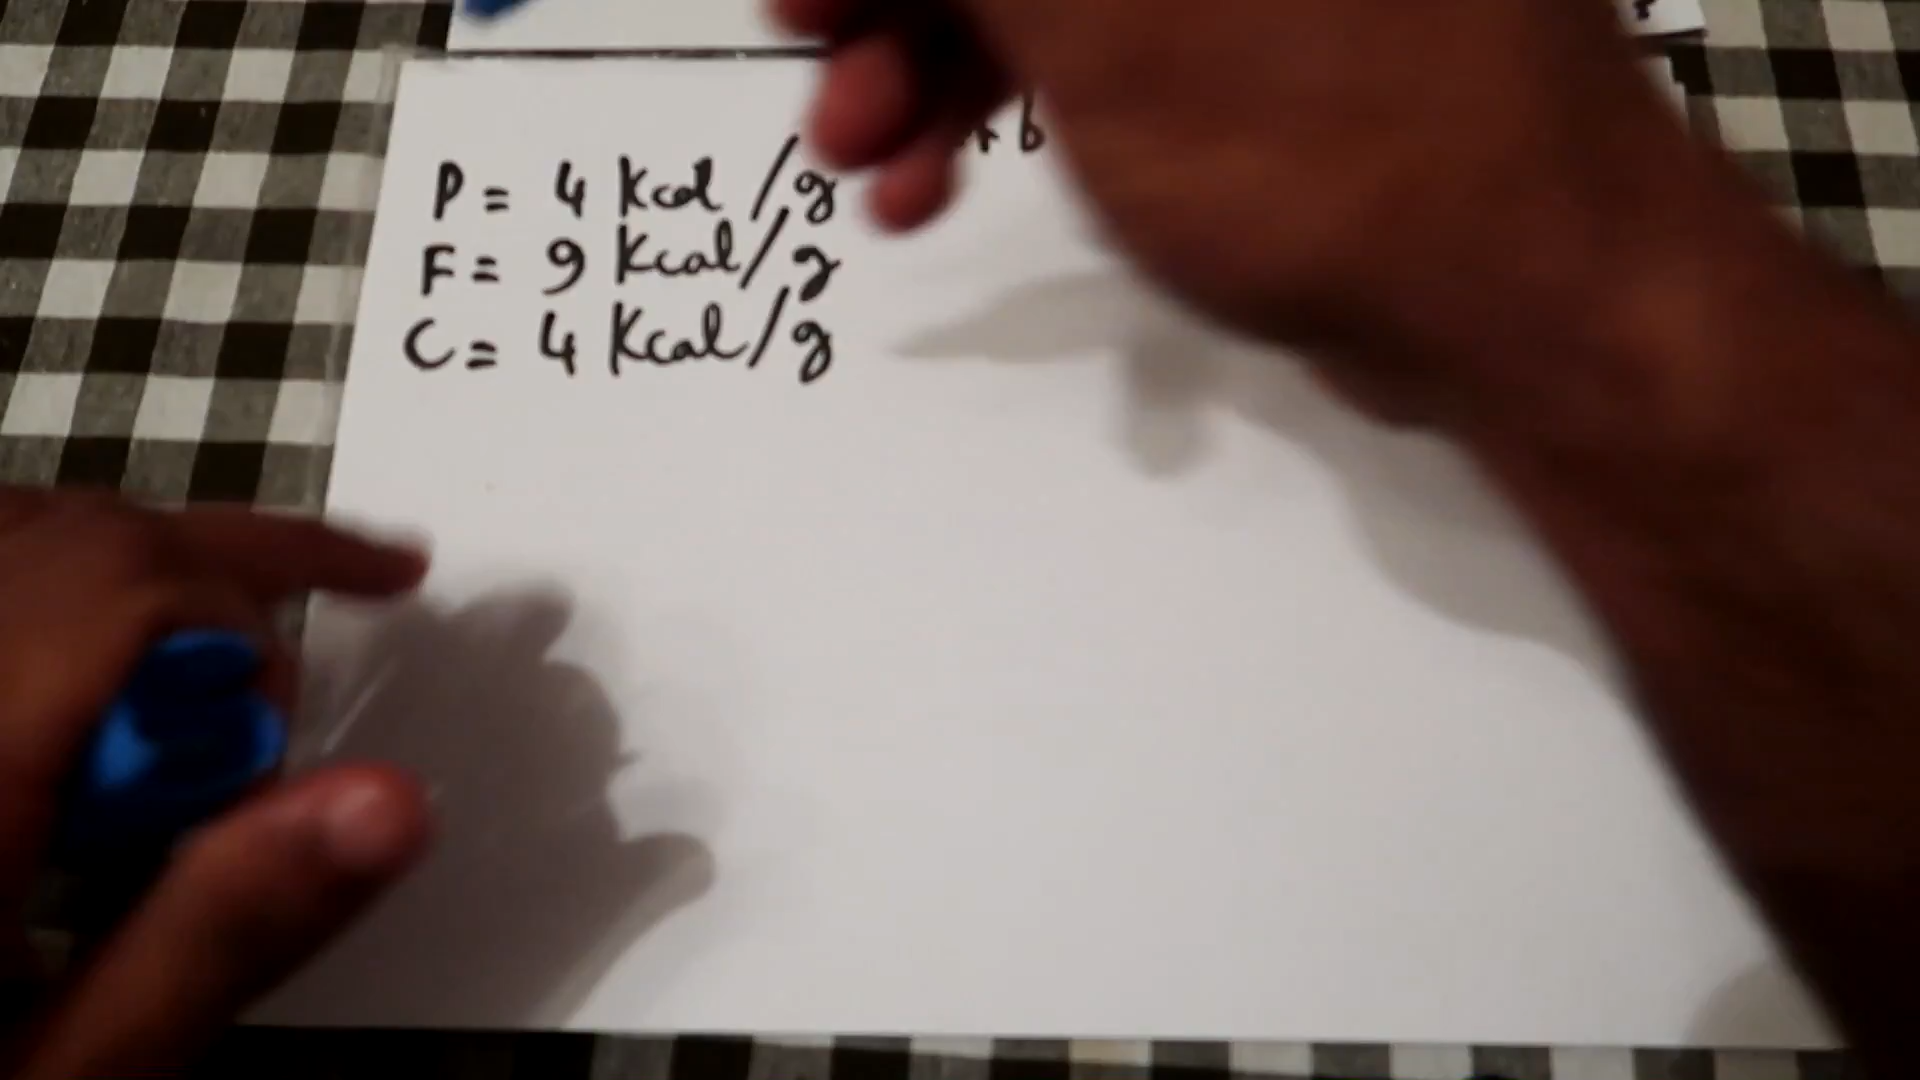 P = 4 Kcal/g
F = 9 Kcal/g
C = 4 Kcal/g